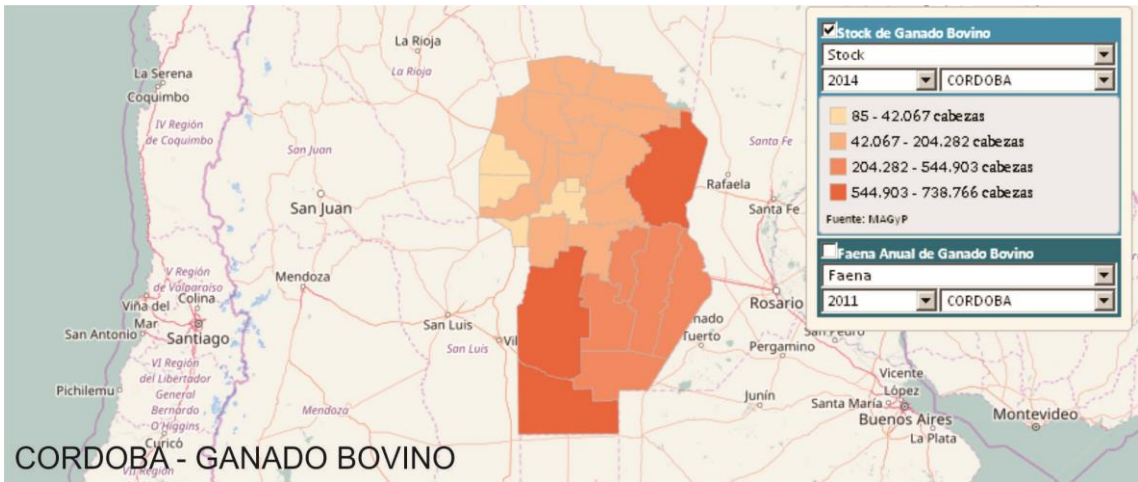 La Serena
Coquimbo
IV Región
de Coquimbo
San Juan
San Juan
La Rioja
La Rioja
Santa Fe
Rafaela
Santa Fe
Mendoza
V Región
de Valparaíso
Viña del
Mar
Colina
San Antonio
Santiago
San Luis
San Luis
Rosario
Tuerto
Pergamino
VI Región
del Libertador
General
Bernardo
O'Higgins
Pichilemu
Mendoza
Curicó
VII Región
Junín
Santa María
Vicente
López
Buenos Aires
La Plata
Montevideo
CORDOBA - GANADO BOVINO
Stock de Ganado Bovino
Stock
2014 CORDOBA
85 - 42.067 cabezas
42.067 - 204.282 cabezas
204.282 - 544.903 cabezas
544.903 - 738.766 cabezas
Fuente: MAGyP
Faena Anual de Ganado Bovino
Faena
2011 CORDOBA